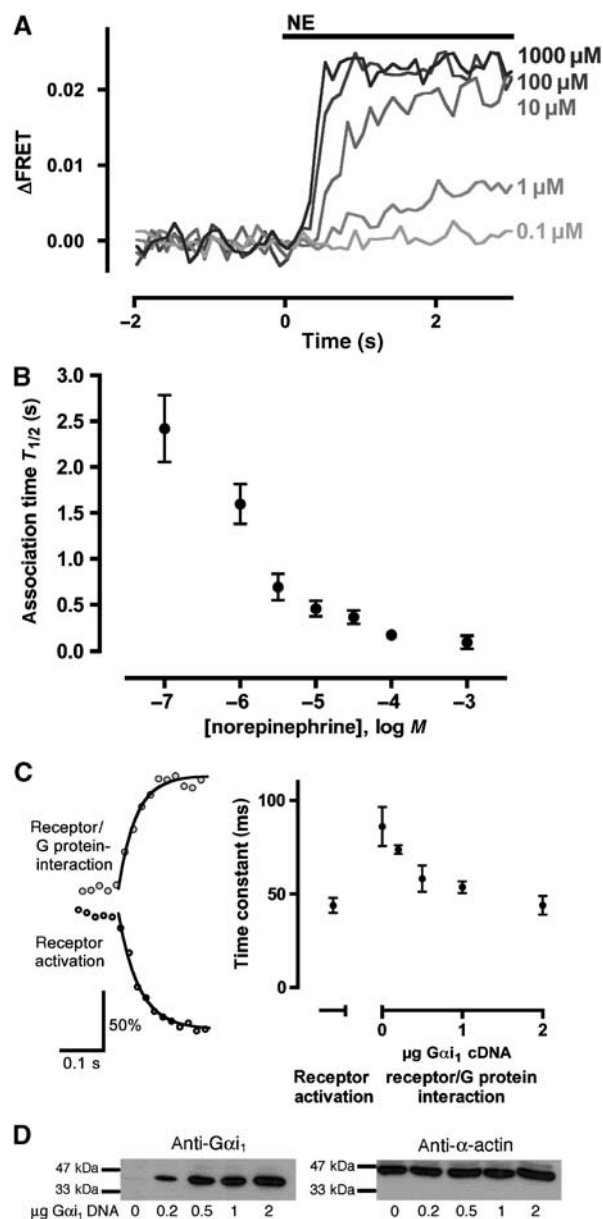 A
NE
ΔFRET
0.02
0.01
0.00
1000 µM
100 µM
10 µM
1 µM
0.1 µM
−2
0
2
Time (s)
B
Association time T1/2 (s)
3.0
2.5
2.0
1.5
1.0
0.5
0.0
−7
−6
−5
−4
−3
[norepinephrine], log M
C
Receptor/
G protein-
interaction
Receptor
activation
50%
0.1 s
Time constant (ms)
100
50
0
0
1
2
µg Gαi1 cDNA
Receptor
activation
receptor/G protein
interaction
D
Anti-Gαi1
47 kDa
33 kDa
µg Gαi1 DNA 0 0.2 0.5 1 2
Anti-α-actin
47 kDa
33 kDa
0 0.2 0.5 1 2